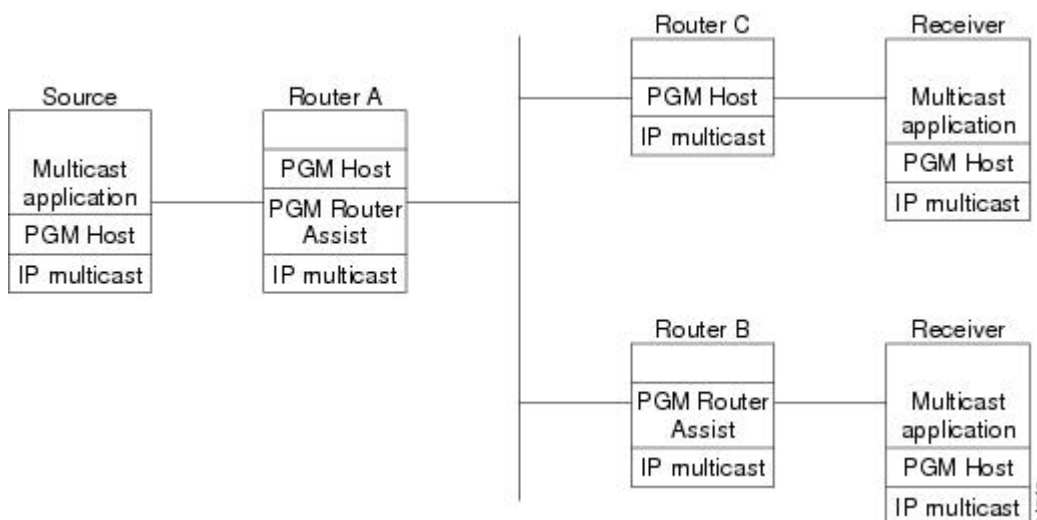 Source
Multicast
application
PGM Host
IP multicast
Router A
PGM Host
PGM Router
Assist
IP multicast
Router C
PGM Host
IP multicast
Receiver
Multicast
application
PGM Host
IP multicast
Router B
PGM Router
Assist
IP multicast
Receiver
Multicast
application
PGM Host
IP multicast